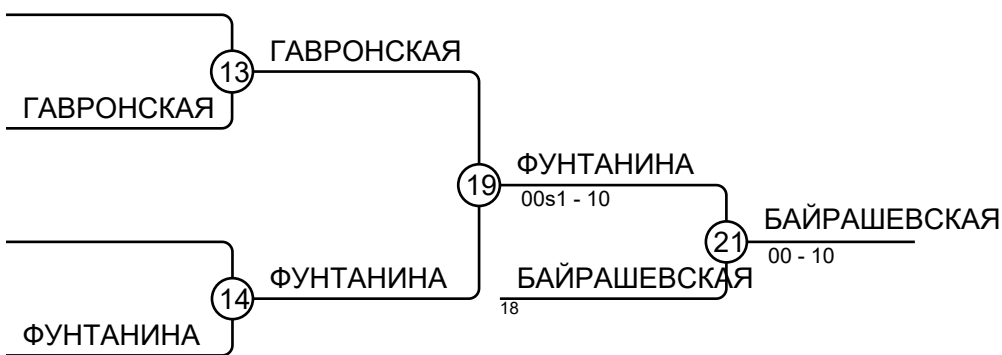 ГАВРОНСКАЯ
13
ГАВРОНСКАЯ
ФУНТАНИНА
19
00s1 - 10
БАЙРАШЕВСКАЯ
21
00 - 10
ФУНТАНИНА
БАЙРАШЕВСКАЯ
14
18
ФУНТАНИНА